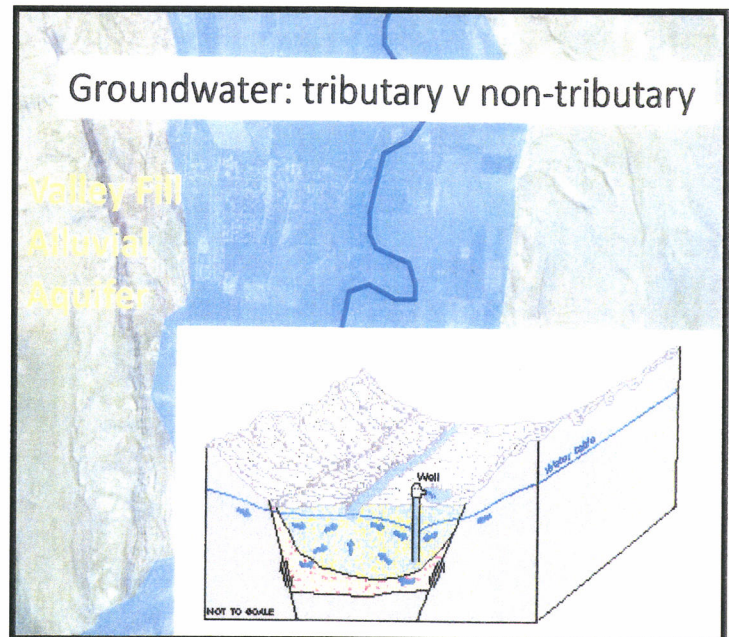 Groundwater: tributary v non-tributary
Valley Fill
Alluvial
Aquifer
Well
Water table
NOT TO SCALE